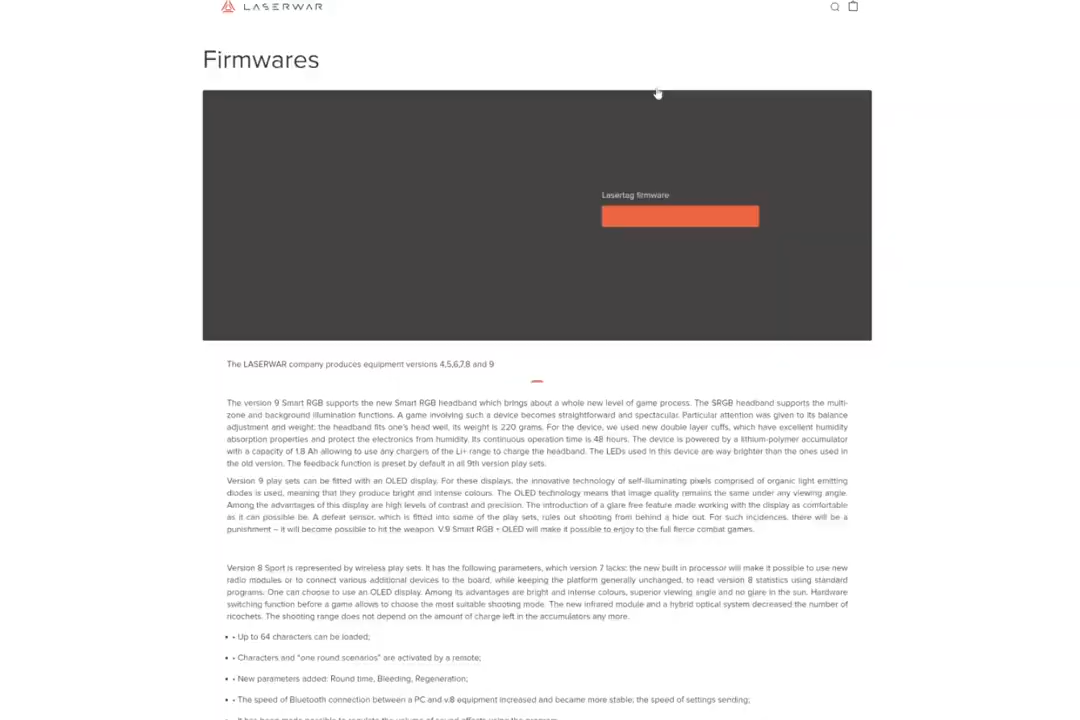 LASERWAR
Firmwares
Lasertag firmware
The LASERWAR company produces equipment versions 4,5,6,7,8 and 9
The version 9 Smart RGB supports the new Smart RGB headband which brings about a whole new level of game process. The SRGB headband supports the multi-
zone and background illumination functions. A game involving such a device becomes straightforward and spectacular. Particular attention was given to its balance
adjustment and weight: the headband fits one's head well, its weight is 220 grams. For the device, we used new double layer cuffs, which have excellent humidity
absorption properties and protect the electronics from humidity. Its continuous operation time is 48 hours. The device is powered by a lithium-polymer accumulator
with a capacity of 1.8 Ah allowing to use any chargers of the Li+ range to charge the headband. The LEDs used in this device are way brighter than the ones used in
the old version. The feedback function is preset by default in all 9th version play sets.
Version 9 play sets can be fitted with an OLED display. For these displays, the innovative technology of self-illuminating pixels comprised of organic light emitting
diodes is used, meaning that they produce bright and intense colours. The OLED technology means that image quality remains the same under any viewing angle.
Among the advantages of this display are high levels of contrast and precision. The introduction of a glare free feature made working with the display as comfortable
as it can possible be. A defeat sensor, which is fitted into some of the play sets, rules out shooting from behind a hide out. For such incidences, there will be a
punishment – it will become possible to hit the weapon. V.9 Smart RGB + OLED will make it possible to enjoy to the full fierce combat games.
Version 8 Sport is represented by wireless play sets. It has the following parameters, which version 7 lacks: the new built in processor will make it possible to use new
radio modules or to connect various additional devices to the board, while keeping the platform generally unchanged, to read version 8 statistics using standard
programs. One can choose to use an OLED display. Among its advantages are bright and intense colours, superior viewing angle and no glare in the sun. Hardware
switching function before a game allows to choose the most suitable shooting mode. The new infrared module and a hybrid optical system decreased the number of
ricochets. The shooting range does not depend on the amount of charge left in the accumulators any more.
• • Up to 64 characters can be loaded;
• • Characters and "one round scenarios" are activated by a remote;
• • New parameters added: Round time, Bleeding, Regeneration;
• • The speed of Bluetooth connection between a PC and v.8 equipment increased and became more stable; the speed of settings sending;
• • It has been made possible to regulate the volume of sound effects using the program